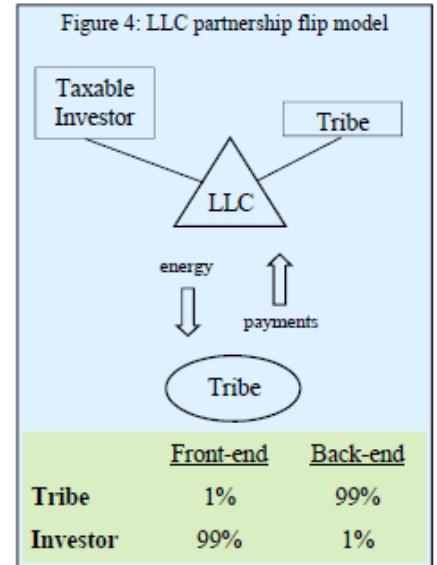 Figure 4: LLC partnership flip model
Taxable
Investor
Tribe
LLC
energy
payments
Tribe
Front-end Back-end
Tribe 1% 99%
Investor 99% 1%